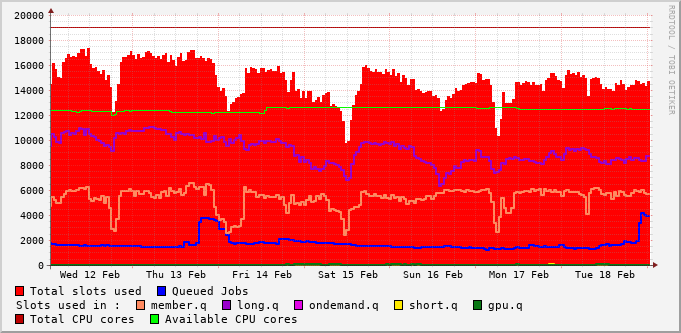 RRDTOOL / TOBI OETIKER
20000
18000
16000
14000
12000
10000
8000
6000
4000
2000
0
Wed 12 Feb Thu 13 Feb Fri 14 Feb Sat 15 Feb Sun 16 Feb Mon 17 Feb Tue 18 Feb
Total slots used Queued Jobs
Slots used in : member.q long.q ondemand.q short.q gpu.q
Total CPU cores Available CPU cores